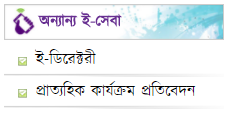 অন্যান্য ই-সেবা
ই-ডিরেক্টরী
প্রাত্যহিক কার্যক্রম প্রতিবেদন